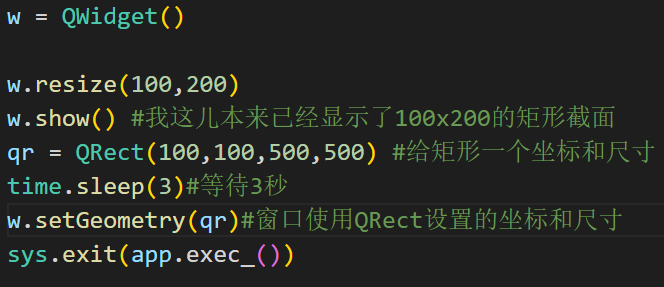 w = QWidget()
w.resize(100,200)
w.show() #我这儿本来已经显示了100x200的矩形截面
qr = QRect(100,100,500,500) #给矩形一个坐标和尺寸
time.sleep(3)#等待3秒
w.setGeometry(qr)#窗口使用QRect设置的坐标和尺寸
sys.exit(app.exec_())